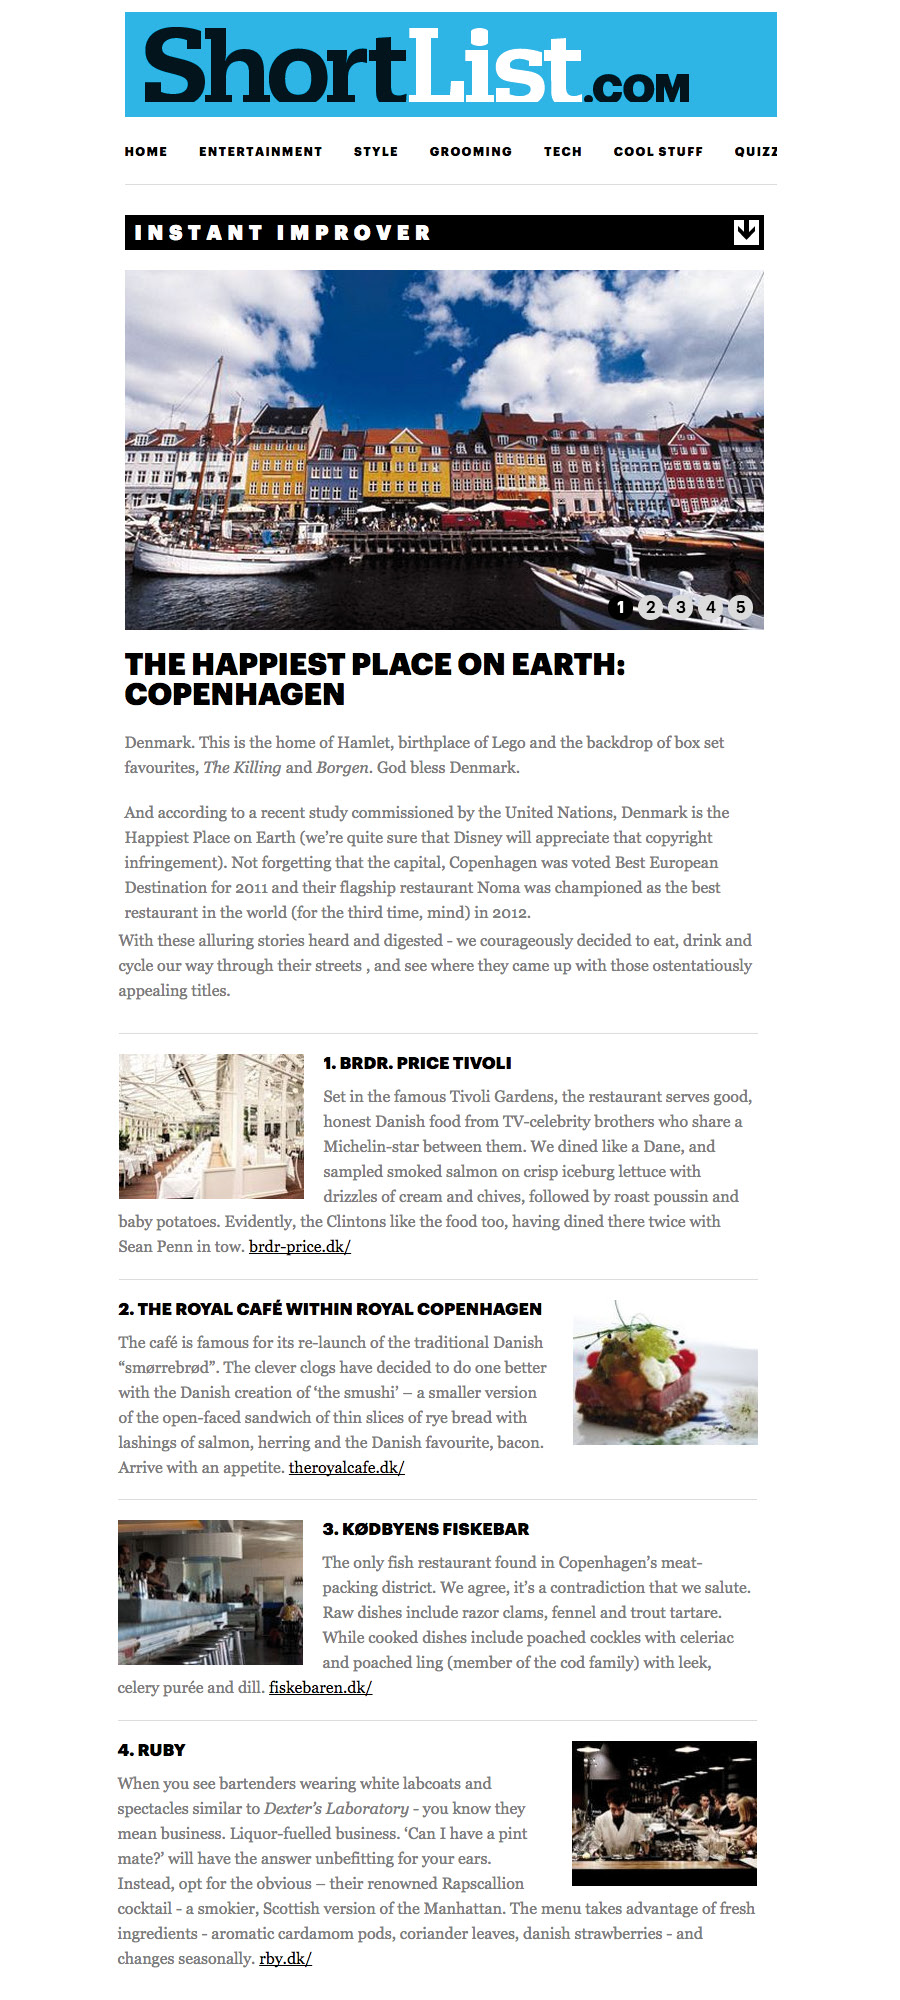 ShortList.COM
HOME ENTERTAINMENT STYLE GROOMING TECH COOL STUFF QUIZZ
INSTANT IMPROVER
1 2 3 4 5
THE HAPPIEST PLACE ON EARTH:
COPENHAGEN
Denmark. This is the home of Hamlet, birthplace of Lego and the backdrop of box set
favourites, The Killing and Borgen. God bless Denmark.
And according to a recent study commissioned by the United Nations, Denmark is the
Happiest Place on Earth (we're quite sure that Disney will appreciate that copyright
infringement). Not forgetting that the capital, Copenhagen was voted Best European
Destination for 2011 and their flagship restaurant Noma was championed as the best
restaurant in the world (for the third time, mind) in 2012.
With these alluring stories heard and digested - we courageously decided to eat, drink and
cycle our way through their streets , and see where they came up with those ostentatiously
appealing titles.
1. BRDR. PRICE TIVOLI
Set in the famous Tivoli Gardens, the restaurant serves good,
honest Danish food from TV-celebrity brothers who share a
Michelin-star between them. We dined like a Dane, and
sampled smoked salmon on crisp iceburg lettuce with
drizzles of cream and chives, followed by roast poussin and
baby potatoes. Evidently, the Clintons like the food too, having dined there twice with
Sean Penn in tow. brdr-price.dk/
2. THE ROYAL CAFÉ WITHIN ROYAL COPENHAGEN
The café is famous for its re-launch of the traditional Danish
“smørrebrød”. The clever clogs have decided to do one better
with the Danish creation of ‘the smushi’ – a smaller version
of the open-faced sandwich of thin slices of rye bread with
lashings of salmon, herring and the Danish favourite, bacon.
Arrive with an appetite. theroyalcafe.dk/
3. KØDBYENS FISKEBAR
The only fish restaurant found in Copenhagen’s meat-
packing district. We agree, it’s a contradiction that we salute.
Raw dishes include razor clams, fennel and trout tartare.
While cooked dishes include poached cockles with celeriac
and poached ling (member of the cod family) with leek,
celery purée and dill. fiskebaren.dk/
4. RUBY
When you see bartenders wearing white labcoats and
spectacles similar to Dexter’s Laboratory - you know they
mean business. Liquor-fuelled business. ‘Can I have a pint
mate?’ will have the answer unbefitting for your ears.
Instead, opt for the obvious – their renowned Rapscallion
cocktail - a smokier, Scottish version of the Manhattan. The menu takes advantage of fresh
ingredients - aromatic cardamom pods, coriander leaves, danish strawberries - and
changes seasonally. rby.dk/